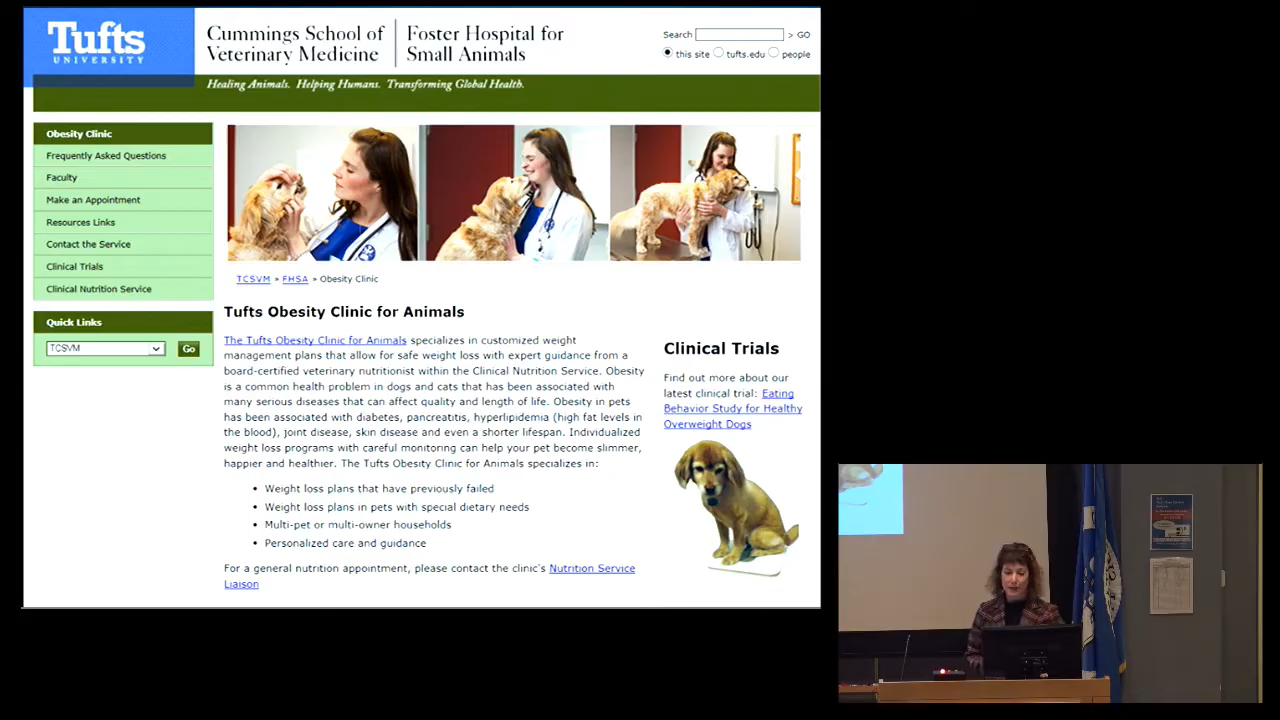 Tufts
UNIVERSITY
Cummings School of
Veterinary Medicine
Foster Hospital for
Small Animals
Search > GO
this site tufts.edu people
Healing Animals. Helping Humans. Transforming Global Health.
Obesity Clinic
Frequently Asked Questions
Faculty
Make an Appointment
Resources Links
Contact the Service
Clinical Trials
Clinical Nutrition Service
Quick Links
TCSVM Go
TCSVM » FHSA » Obesity Clinic
Tufts Obesity Clinic for Animals
The Tufts Obesity Clinic for Animals specializes in customized weight
management plans that allow for safe weight loss with expert guidance from a
board-certified veterinary nutritionist within the Clinical Nutrition Service. Obesity
is a common health problem in dogs and cats that has been associated with
many serious diseases that can affect quality and length of life. Obesity in pets
has been associated with diabetes, pancreatitis, hyperlipidemia (high fat levels in
the blood), joint disease, skin disease and even a shorter lifespan. Individualized
weight loss programs with careful monitoring can help your pet become slimmer,
happier and healthier. The Tufts Obesity Clinic for Animals specializes in:
• Weight loss plans that have previously failed
• Weight loss plans in pets with special dietary needs
• Multi-pet or multi-owner households
• Personalized care and guidance
For a general nutrition appointment, please contact the clinic's Nutrition Service
Liaison
Clinical Trials
Find out more about our
latest clinical trial: Eating
Behavior Study for Healthy
Overweight Dogs